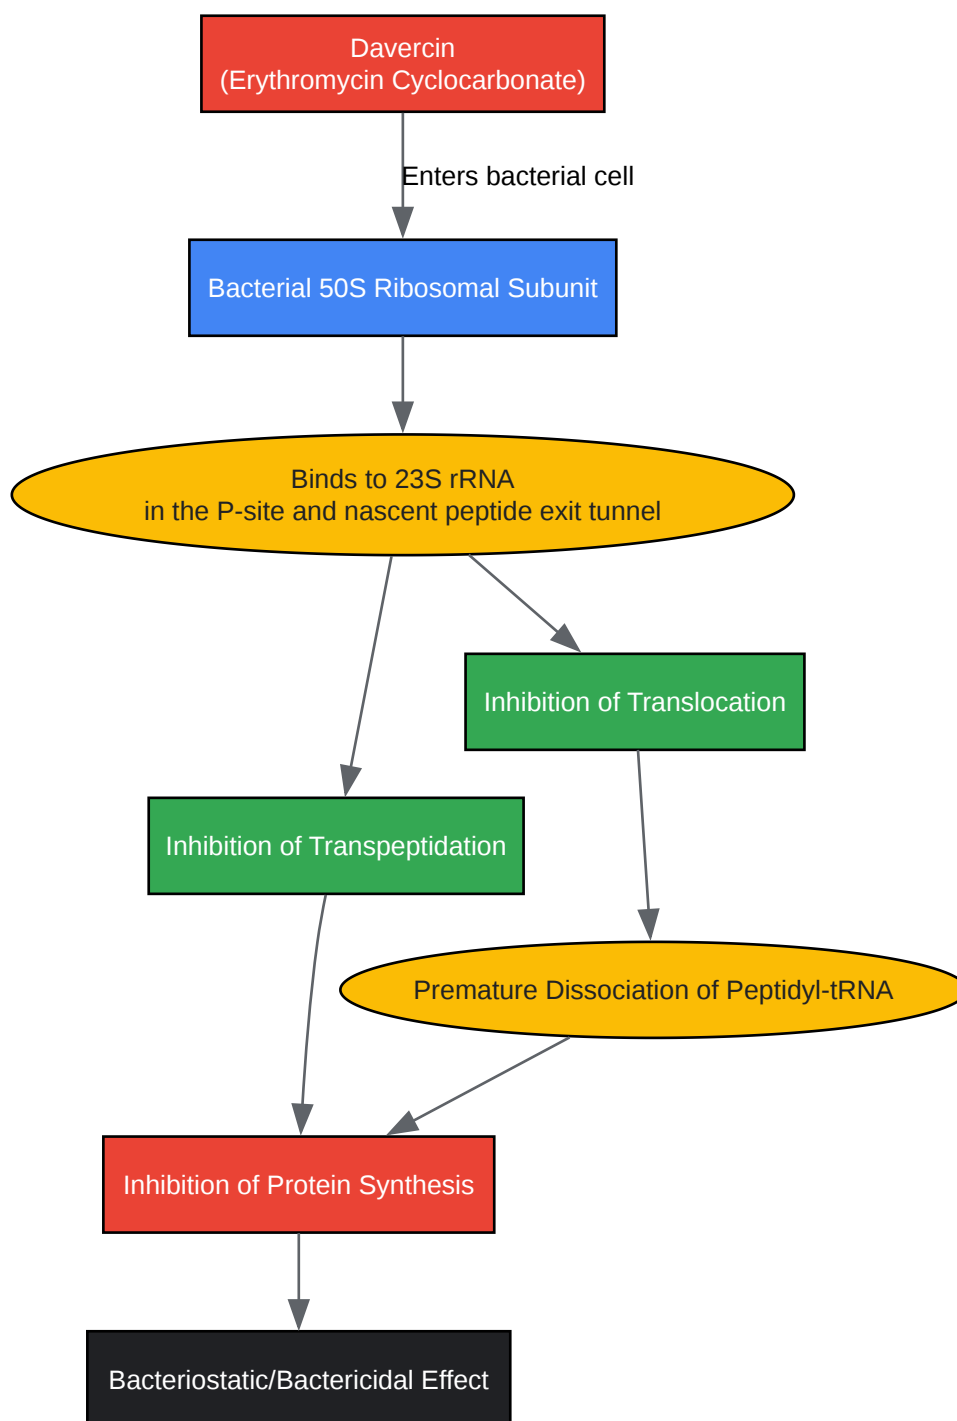 Davercin
(Erythromycin Cyclocarbonate)
Enters bacterial cell
Bacterial 50S Ribosomal Subunit
Binds to 23S rRNA
in the P-site and nascent peptide exit tunnel
Inhibition of Translocation
Inhibition of Transpeptidation
Premature Dissociation of Peptidyl-tRNA
Inhibition of Protein Synthesis
Bacteriostatic/Bactericidal Effect